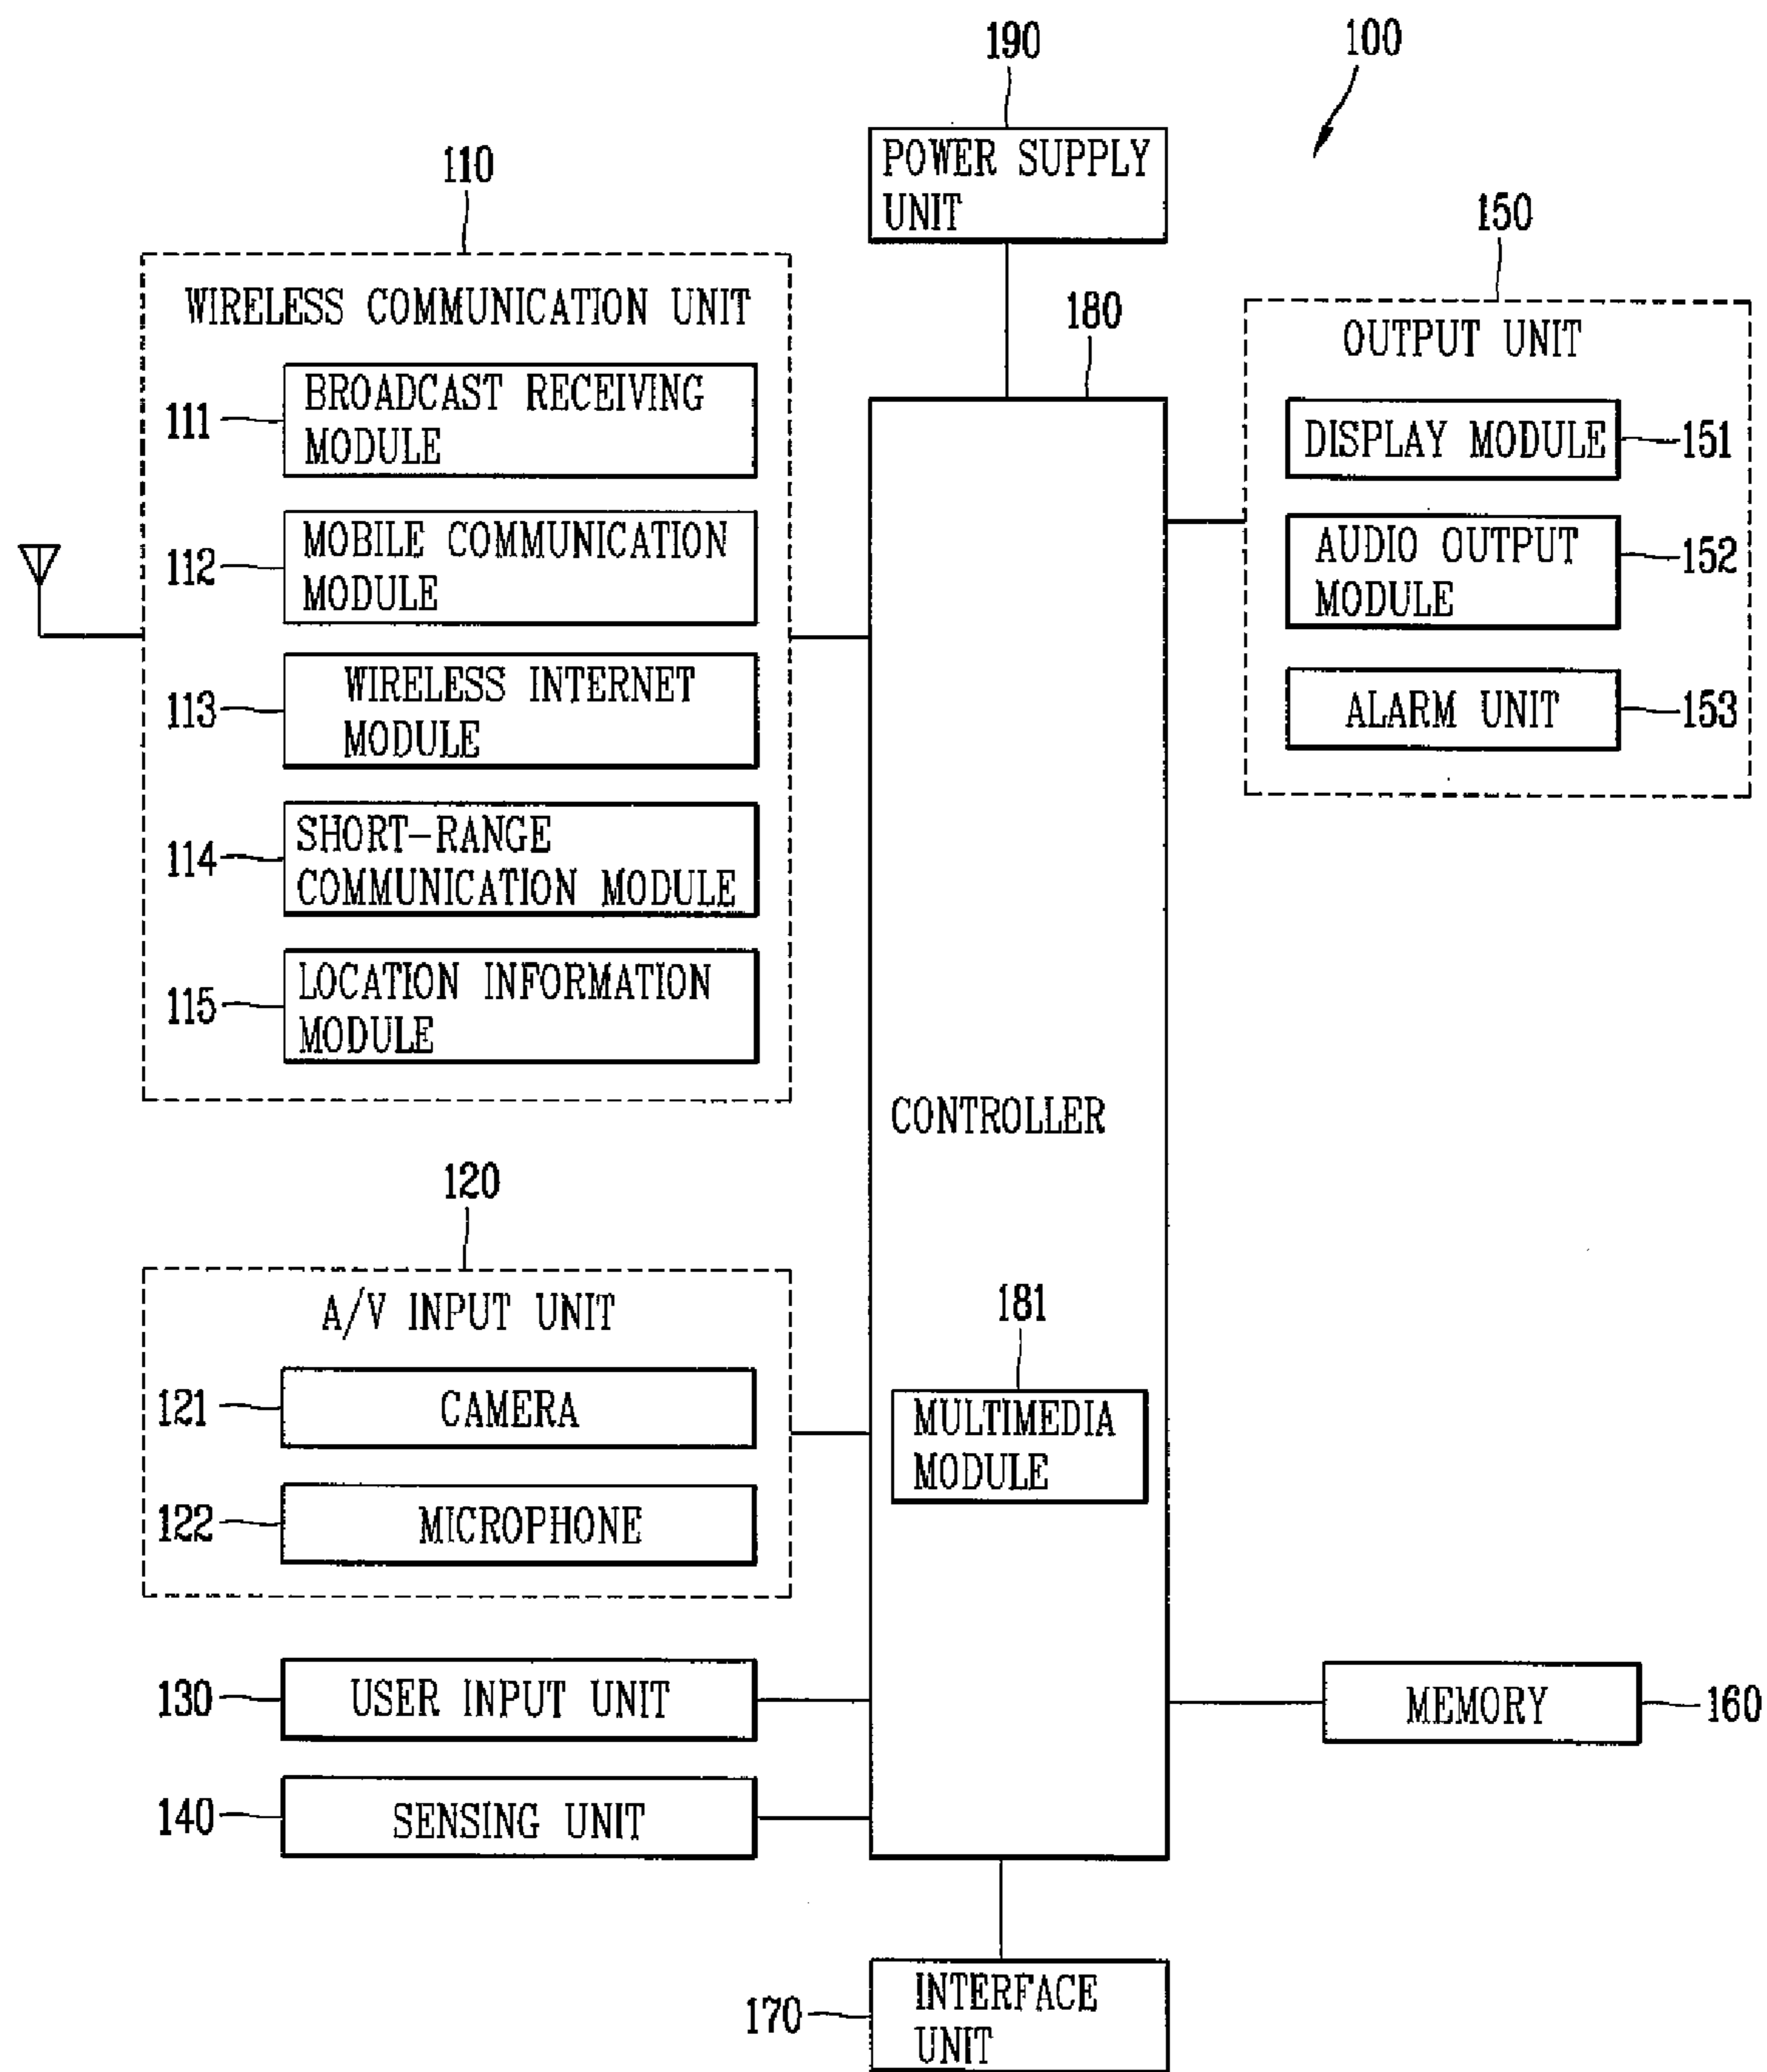 190
100
POWER SUPPLY
UNIT
110
WIRELESS COMMUNICATION UNIT
111
BROADCAST RECEIVING
MODULE
112
MOBILE COMMUNICATION
MODULE
113
WIRELESS INTERNET
MODULE
114
SHORT-RANGE
COMMUNICATION MODULE
115
LOCATION INFORMATION
MODULE
180
CONTROLLER
150
OUTPUT UNIT
DISPLAY MODULE
151
AUDIO OUTPUT
MODULE
152
ALARM UNIT
153
120
A/V INPUT UNIT
121
CAMERA
122
MICROPHONE
181
MULTIMEDIA
MODULE
130
USER INPUT UNIT
140
SENSING UNIT
MEMORY
160
170
INTERFACE
UNIT